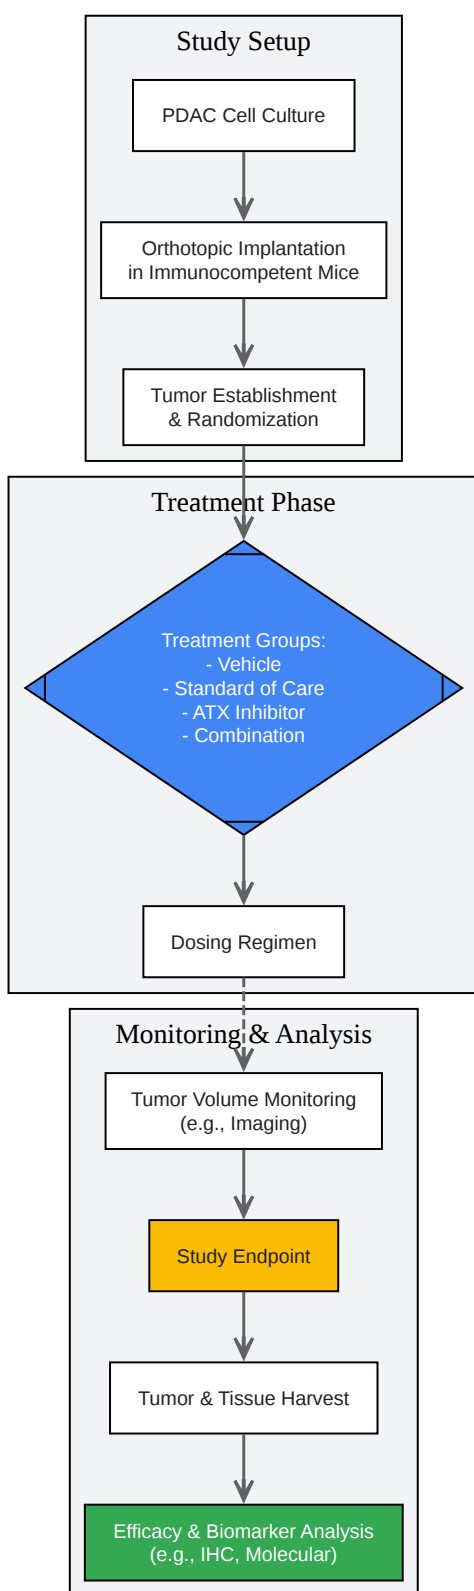 Study Setup
PDAC Cell Culture
Orthotopic Implantation
in Immunocompetent Mice
Tumor Establishment
& Randomization
Treatment Phase
Treatment Groups:
- Vehicle
- Standard of Care
- ATX Inhibitor
- Combination
Dosing Regimen
Monitoring & Analysis
Tumor Volume Monitoring
(e.g., Imaging)
Study Endpoint
Tumor & Tissue Harvest
Efficacy & Biomarker Analysis
(e.g., IHC, Molecular)